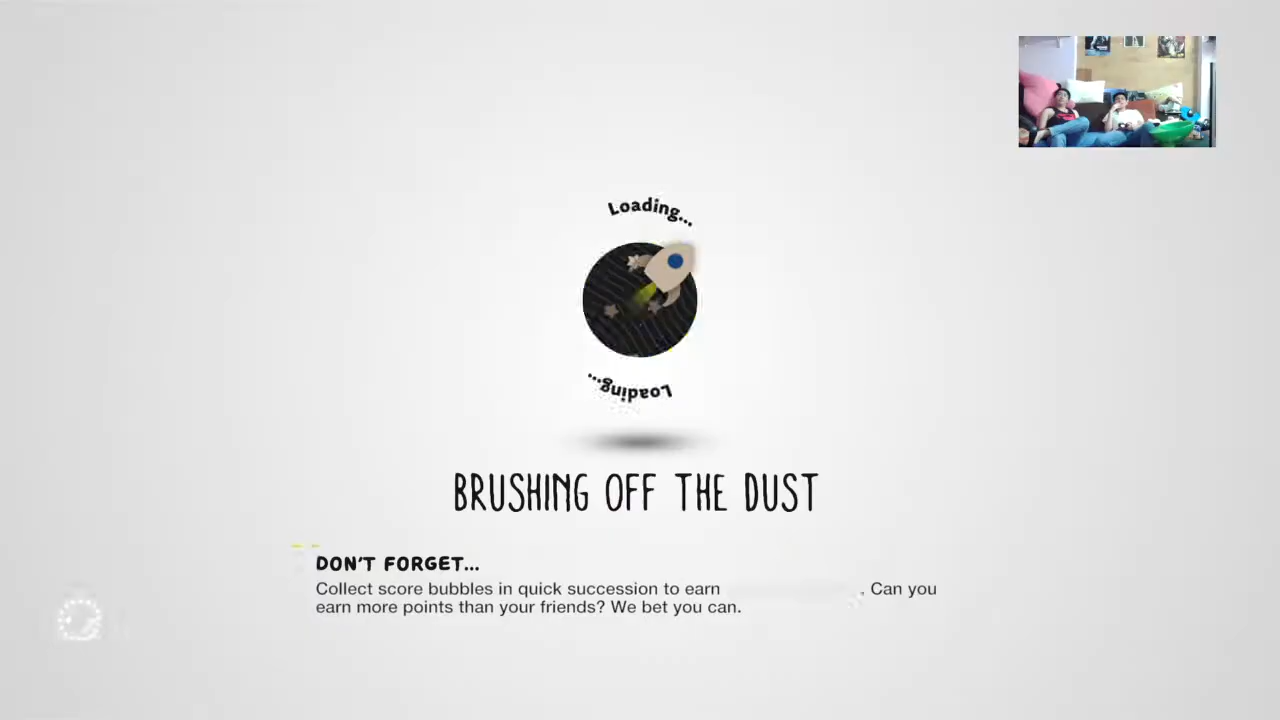 Loading...
Loading...
BRUSHING OFF THE DUST
DON'T FORGET...
Collect score bubbles in quick succession to earn . Can you
earn more points than your friends? We bet you can.